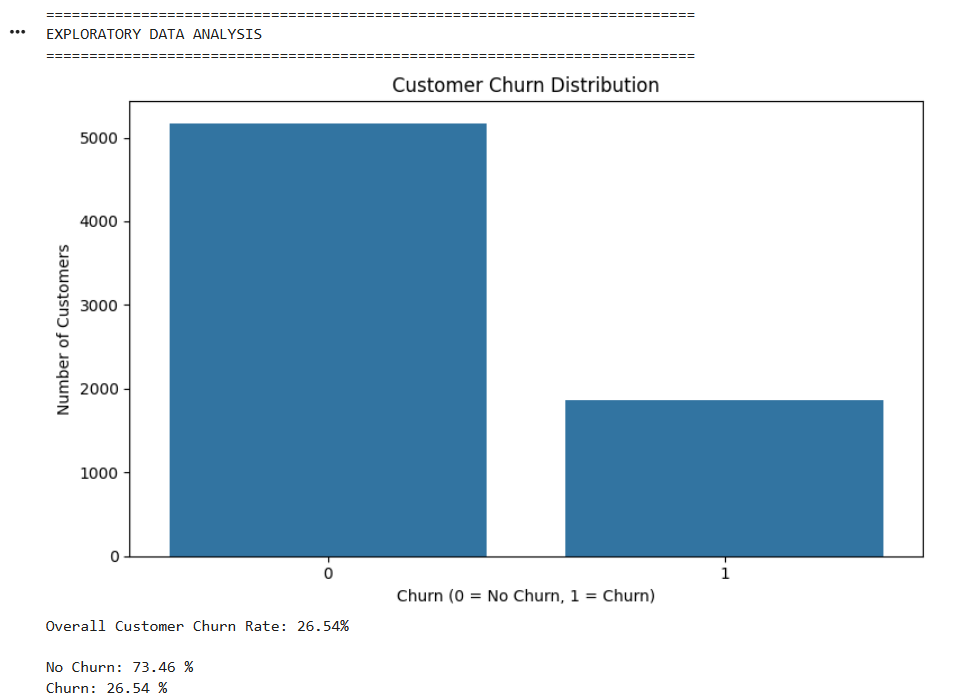 ===========================================================================
EXPLORATORY DATA ANALYSIS
===========================================================================
Customer Churn Distribution
5000
4000
3000
2000
1000
0
Number of Customers
0 1
Churn (0 = No Churn, 1 = Churn)
Overall Customer Churn Rate: 26.54%
No Churn: 73.46 %
Churn: 26.54 %